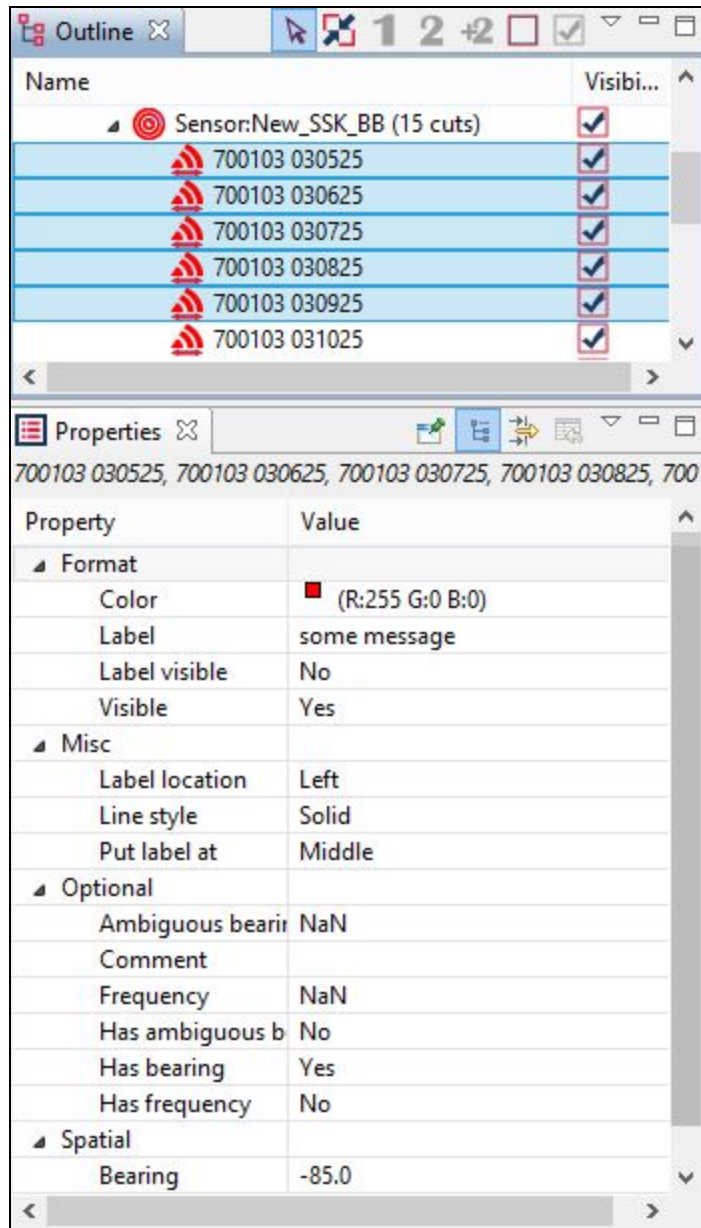 Outline
1 2 +2
Name Visibi...
Sensor:New_SSK_BB (15 cuts)
700103 030525
700103 030625
700103 030725
700103 030825
700103 030925
700103 031025
Properties
700103 030525, 700103 030625, 700103 030725, 700103 030825, 700
Property Value
Format
Color (R:255 G:0 B:0)
Label some message
Label visible No
Visible Yes
Misc
Label location Left
Line style Solid
Put label at Middle
Optional
Ambiguous bearin NaN
Comment
Frequency NaN
Has ambiguous b No
Has bearing Yes
Has frequency No
Spatial
Bearing -85.0